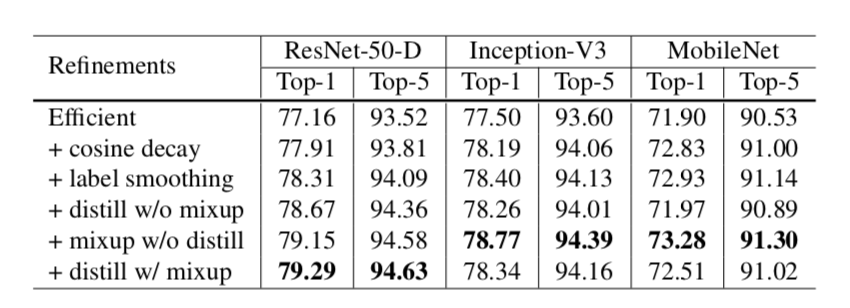 Refinements ResNet-50-D Inception-V3 MobileNet
Top-1 Top-5 Top-1 Top-5 Top-1 Top-5
Efficient 77.16 93.52 77.50 93.60 71.90 90.53
+ cosine decay 77.91 93.81 78.19 94.06 72.83 91.00
+ label smoothing 78.31 94.09 78.40 94.13 72.93 91.14
+ distill w/o mixup 78.67 94.36 78.26 94.01 71.97 90.89
+ mixup w/o distill 79.15 94.58 78.77 94.39 73.28 91.30
+ distill w/ mixup 79.29 94.63 78.34 94.16 72.51 91.02